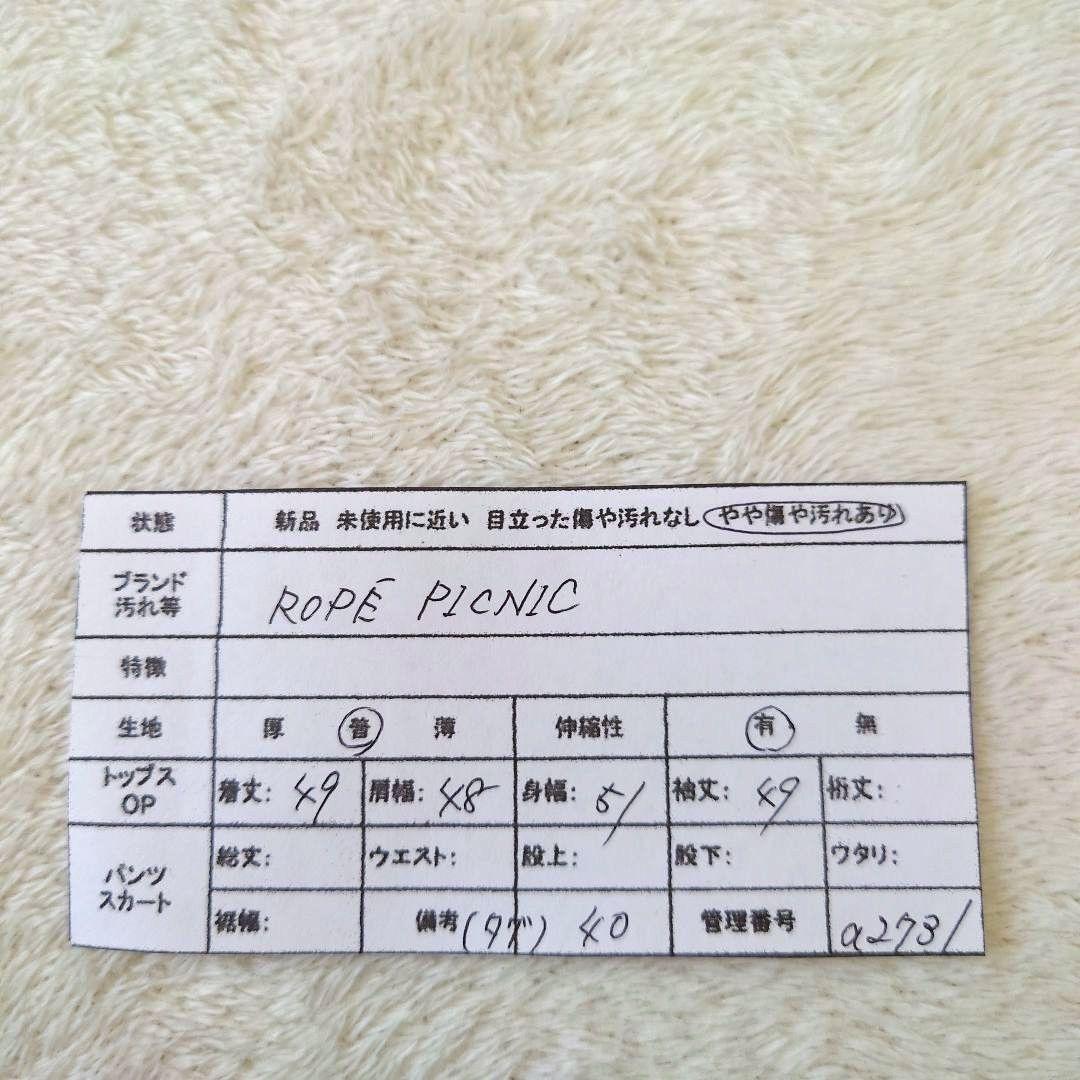 状態 新品 未使用に近い 目立った傷や汚れなし やや傷や汚れあり
ブランド
汚れ等 ROPÉ PICNIC
特徴
生地 厚 普 薄 伸縮性 有 無
トップス
OP 着丈: 49 肩幅: 48 身幅: 51 袖丈: 49 裄丈:
パンツ
スカート 総丈: ウエスト: 股上: 股下: ワタリ:
裾幅: 備考 (タグ) 40 管理番号 a2731